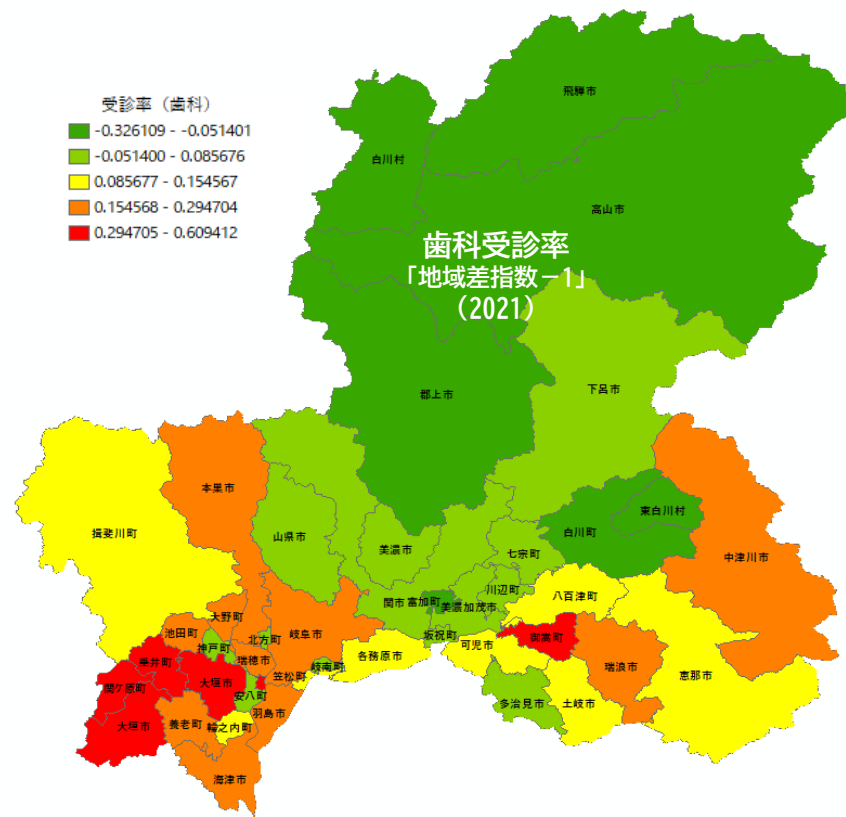 受診率（歯科）
-0.326109 - -0.051401
-0.051400 - 0.085676
0.085677 - 0.154567
0.154568 - 0.294704
0.294705 - 0.609412
飛騨市
白川村
高山市
歯科受診率
「地域差指数－1」
（2021）
下呂市
郡上市
本巣市
揖斐川町
山県市
美濃市
七宗町
白川町
東白川村
中津川市
関市
富加町
美濃加茂市
川辺町
八百津町
大野町
池田町
神戸町
北方町
岐阜市
坂祝町
可児市
御嵩町
垂井町
瑞穂市
岐南町
各務原市
瑞浪市
恵那市
関ケ原町
大垣市
安八町
笠松町
羽島市
多治見市
土岐市
大垣市
養老町
輪之内町
海津市